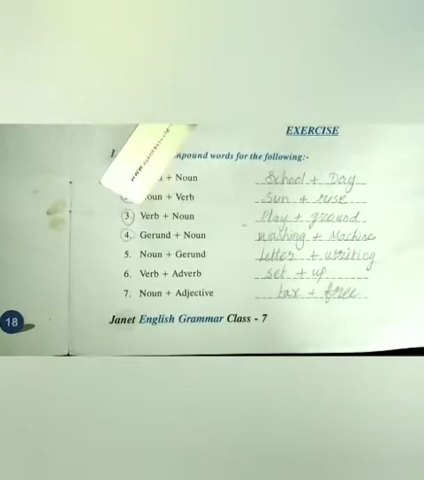 EXERCISE
1. mpound words for the following:-
+ Noun School + Day
oun + Verb Sun + rise
3. Verb + Noun Play + ground
4. Gerund + Noun washing + Machine
5. Noun + Gerund letter + writing
6. Verb + Adverb set + up
7. Noun + Adjective tax + free
18
Janet English Grammar Class - 7